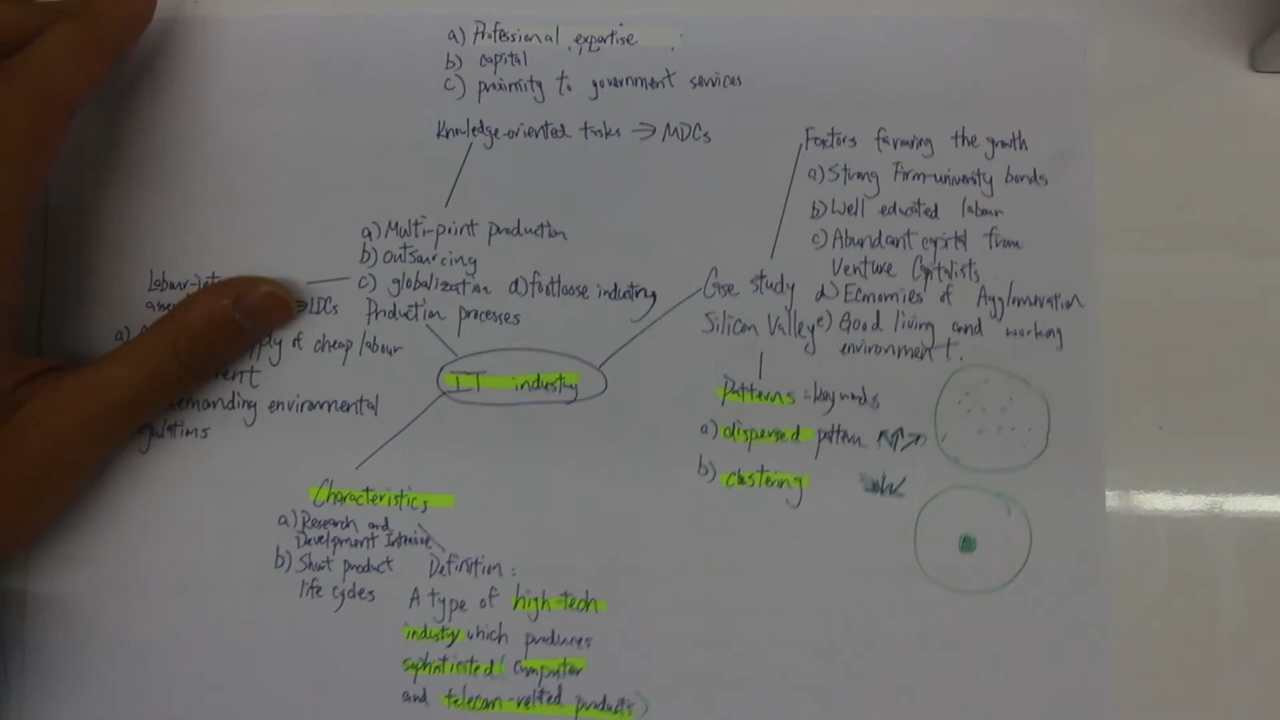 a) Professional expertise
b) capital
c) proximity to government services
Knowledge-oriented tasks → MDCs
a) Multi-point production
b) outsourcing
c) globalization d) footloose industry
Production processes
Labour-
→ LDCs
a)
of cheap labour
demanding environmental
IT industry
Case study
Silicon Valley
Factors favouring the growth
a) Strong Firm-university bonds
b) Well educated labour
c) Abundant capital from
Venture Capitalists
d) Economies of Agglomeration
e) Good living and working
environment.
Patterns : keywords
a) dispersed pattern
b) clustering
Characteristics
a) Research and
Development Intensive
b) Short product
life cycles
Definition :
A type of high-tech
industry which produces
sophisticated computer
and telecom-related products